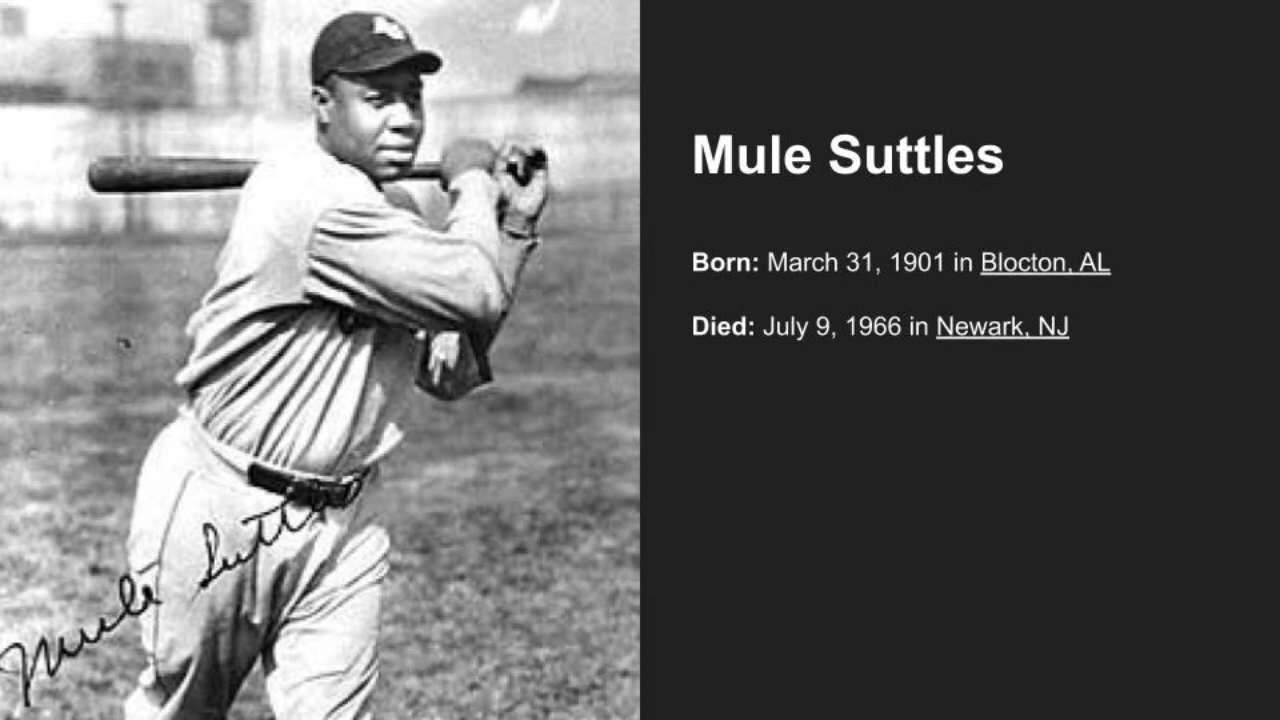 Mule Suttles
Born: March 31, 1901 in Blocton, AL
Died: July 9, 1966 in Newark, NJ
Mule Suttles